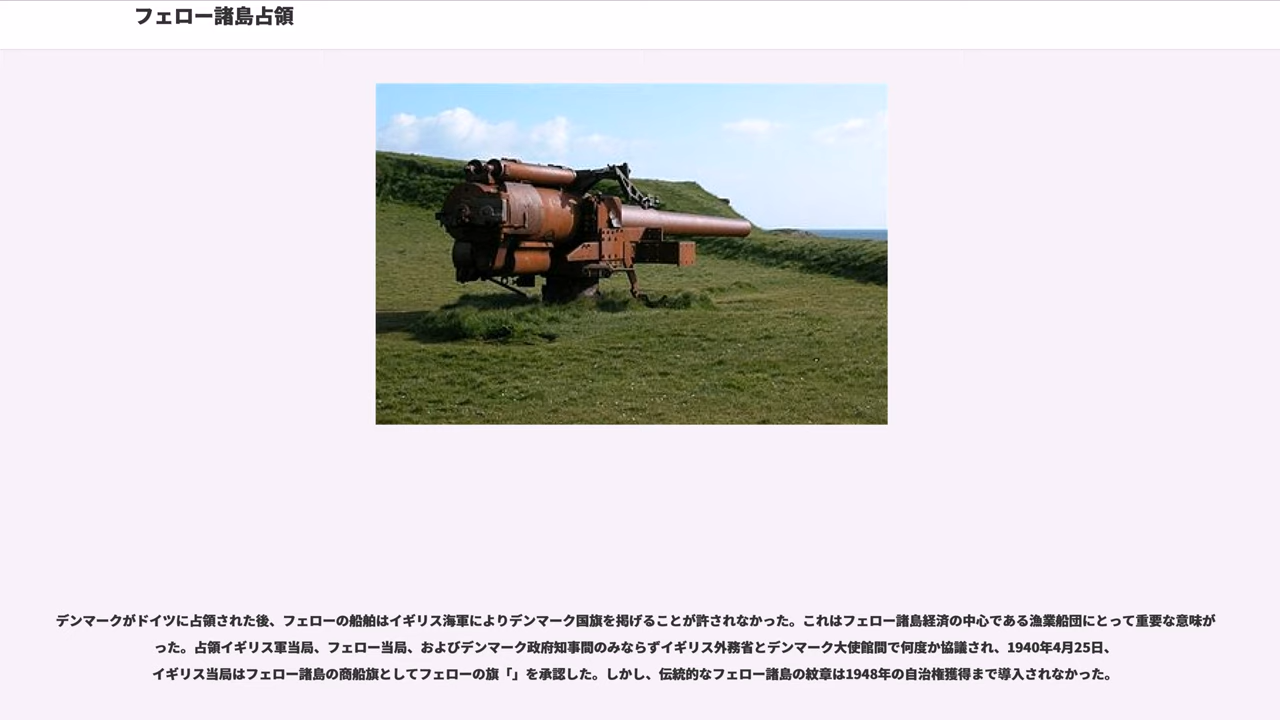 フェロー諸島占領
デンマークがドイツに占領された後、フェローの船舶はイギリス海軍によりデンマーク国旗を掲げることが許されなかった。これはフェロー諸島経済の中心である漁業船団にとって重要な意味が
った。占領イギリス軍当局、フェロー当局、およびデンマーク政府知事間のみならずイギリス外務省とデンマーク大使館間で何度か協議され、1940年4月25日、
イギリス当局はフェロー諸島の商船旗としてフェローの旗「」を承認した。しかし、伝統的なフェロー諸島の紋章は1948年の自治権獲得まで導入されなかった。